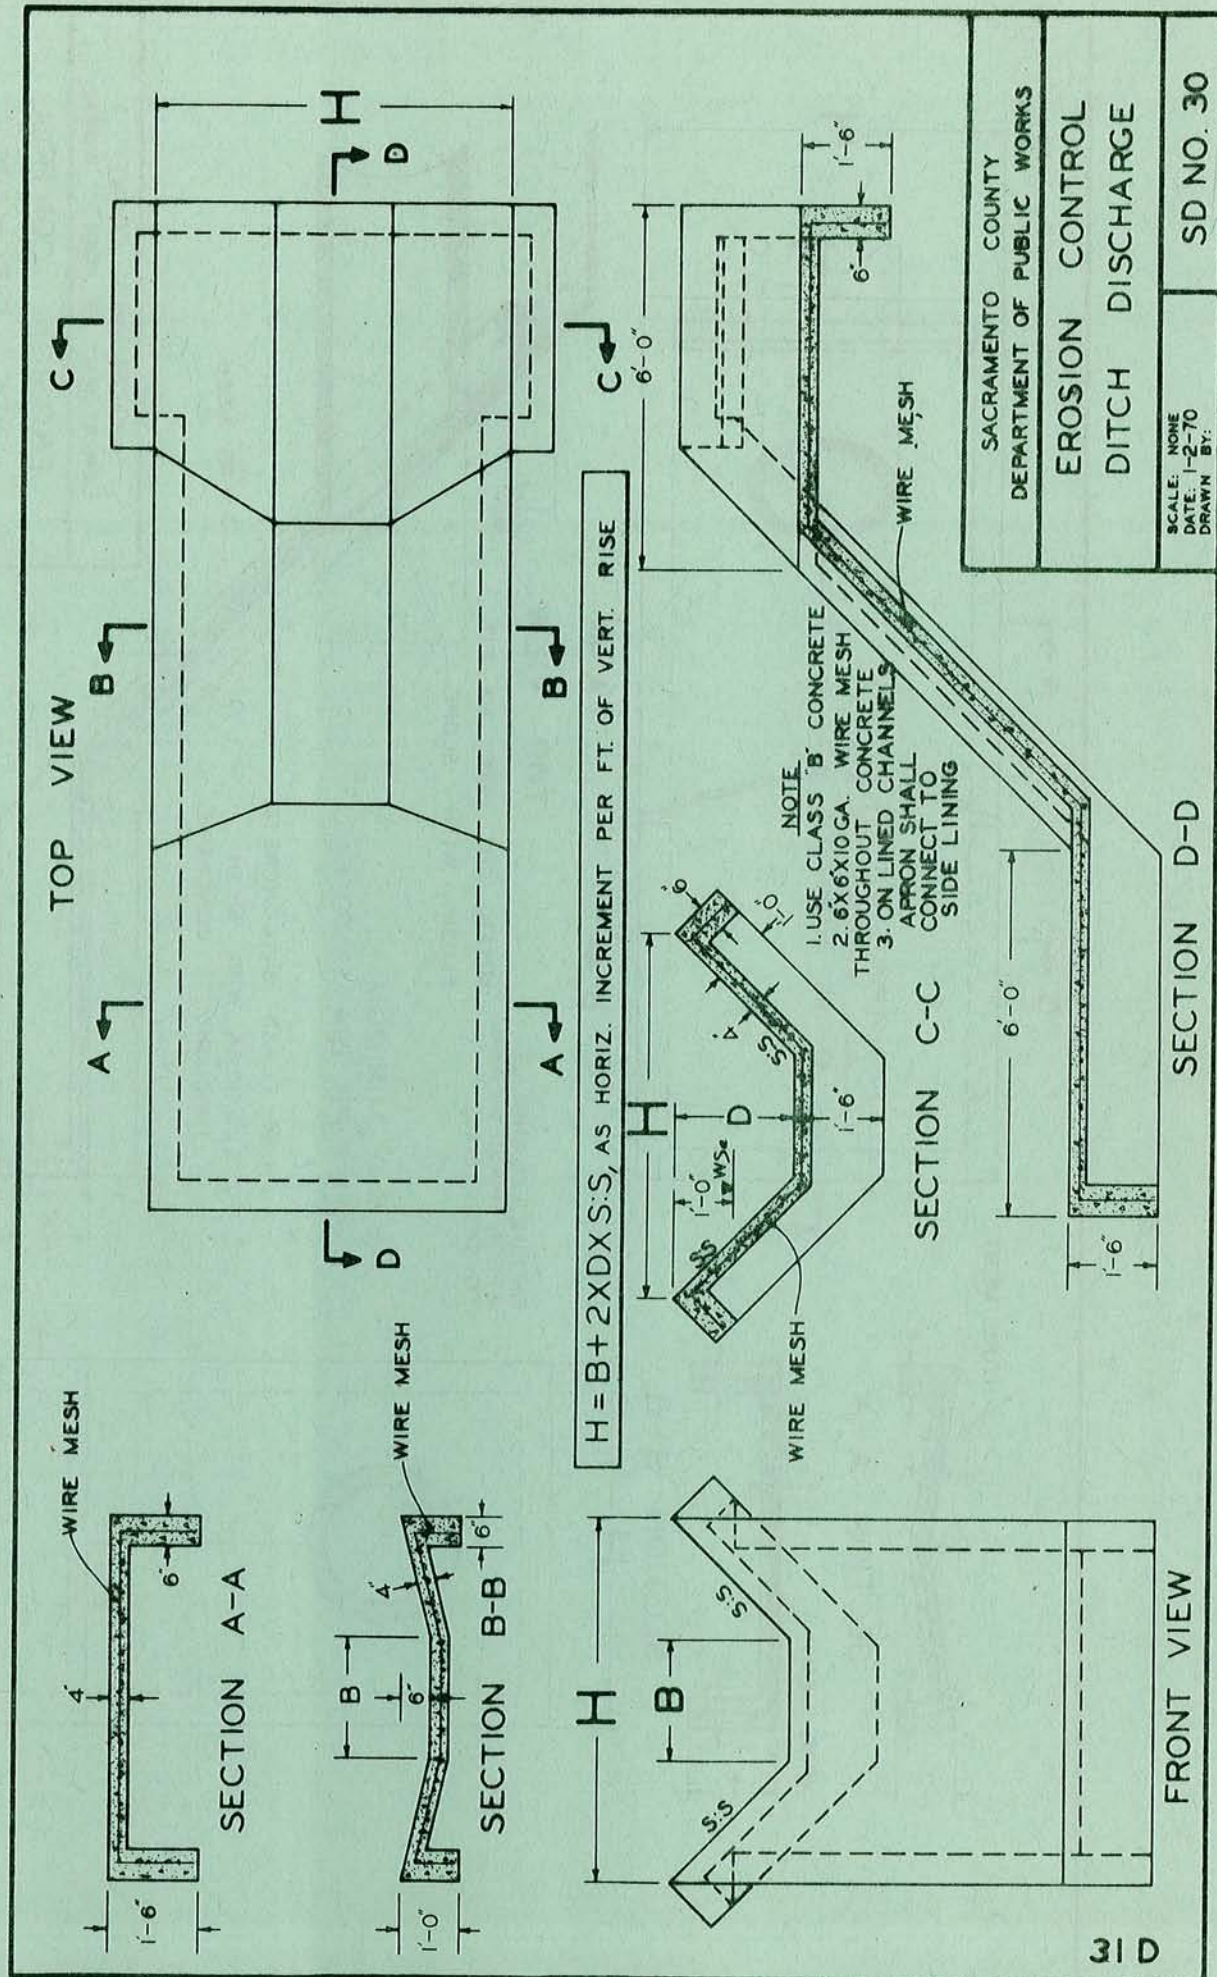 TOP VIEW
C
C
B
B
A
A
D
D
H
WIRE MESH
4"
6"
1'-6"
SECTION A-A
WIRE MESH
B
4"
6"
6"
1'-0"
SECTION B-B
H = B + 2 X D X S:S, AS HORIZ. INCREMENT PER FT. OF VERT. RISE
H
B
S:S
S:S
FRONT VIEW
H
D
1'-0"
WSe
S:S
S:S
4"
6"
1'-0"
1'-6"
WIRE MESH
SECTION C-C
NOTE
1. USE CLASS "B" CONCRETE
2. 6"X6"X10 GA. WIRE MESH
THROUGHOUT CONCRETE
3. ON LINED CHANNELS
APRON SHALL
CONNECT TO
SIDE LINING
6'-0"
6"
1'-6"
WIRE MESH
6'-0"
1'-6"
SECTION D-D
SACRAMENTO COUNTY
DEPARTMENT OF PUBLIC WORKS
EROSION CONTROL
DITCH DISCHARGE
SCALE: NONE
DATE: 1-2-70
DRAWN BY:
SD NO. 30
31 D